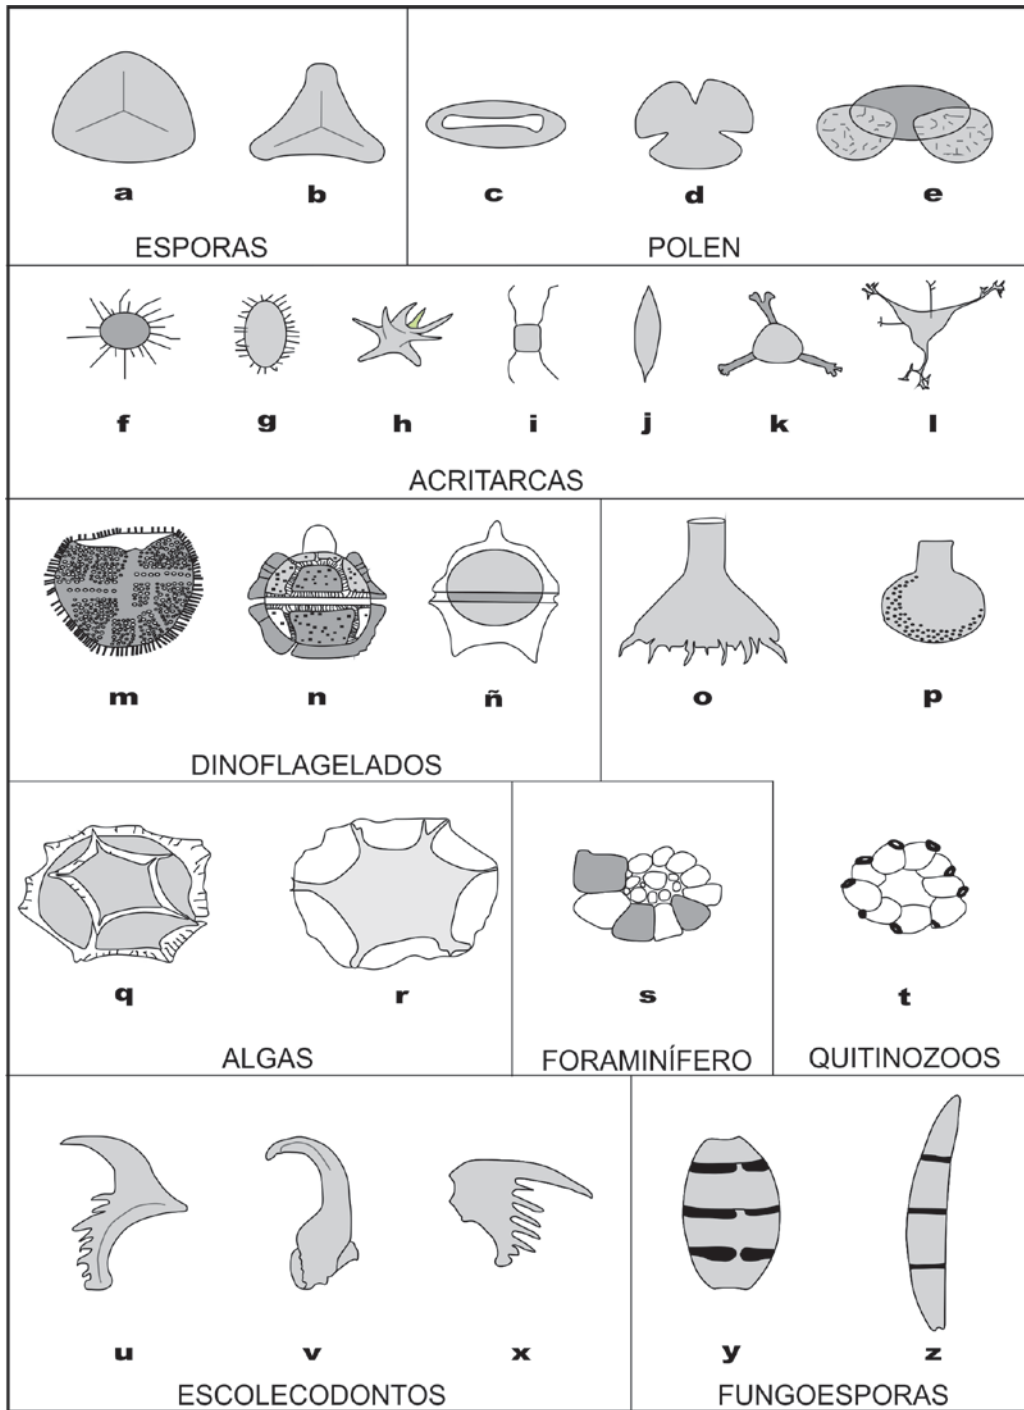 a b c d e
ESPORAS POLEN
f g h i j k l
ACRITARCAS
m n ñ o p
DINOFLAGELADOS
q r s t
ALGAS FORAMINÍFERO QUITINOZOOS
u v x y z
ESCOLECODONTOS FUNGOESPORAS